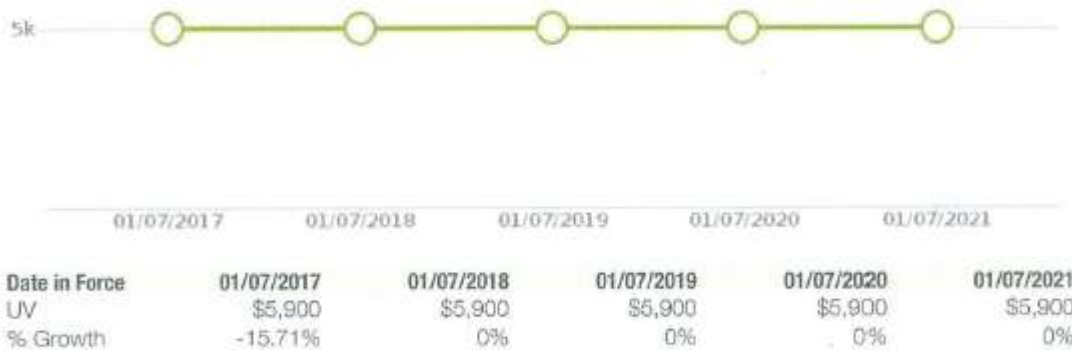 5k
01/07/2017 01/07/2018 01/07/2019 01/07/2020 01/07/2021
Date in Force 01/07/2017 01/07/2018 01/07/2019 01/07/2020 01/07/2021
UV $5,900 $5,900 $5,900 $5,900 $5,900
% Growth -15.71% 0% 0% 0% 0%